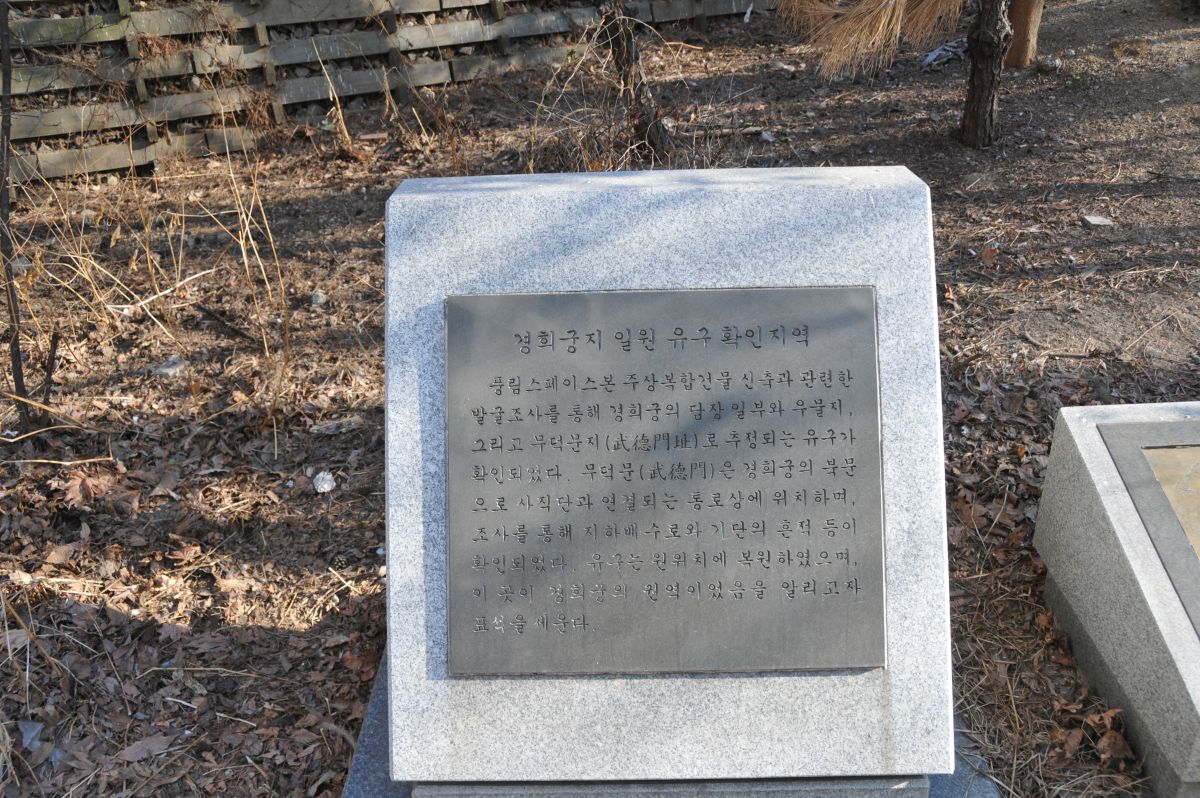 경희궁지 일원 유구 확인지역
풍림스페이스본 주상복합건물 신축과 관련한
발굴조사를 통해 경희궁의 담장 일부와 우물지,
그리고 무덕문지(武德門址)로 추정되는 유구가
확인되었다. 무덕문(武德門)은 경희궁의 북문
으로 사직단과 연결되는 통로상에 위치하며,
조사를 통해 지하배수로와 기단의 흔적 등이
확인되었다. 유구는 원위치에 복원하였으며,
이 곳이 경희궁의 권역이었음을 알리고자
표석을 세운다.